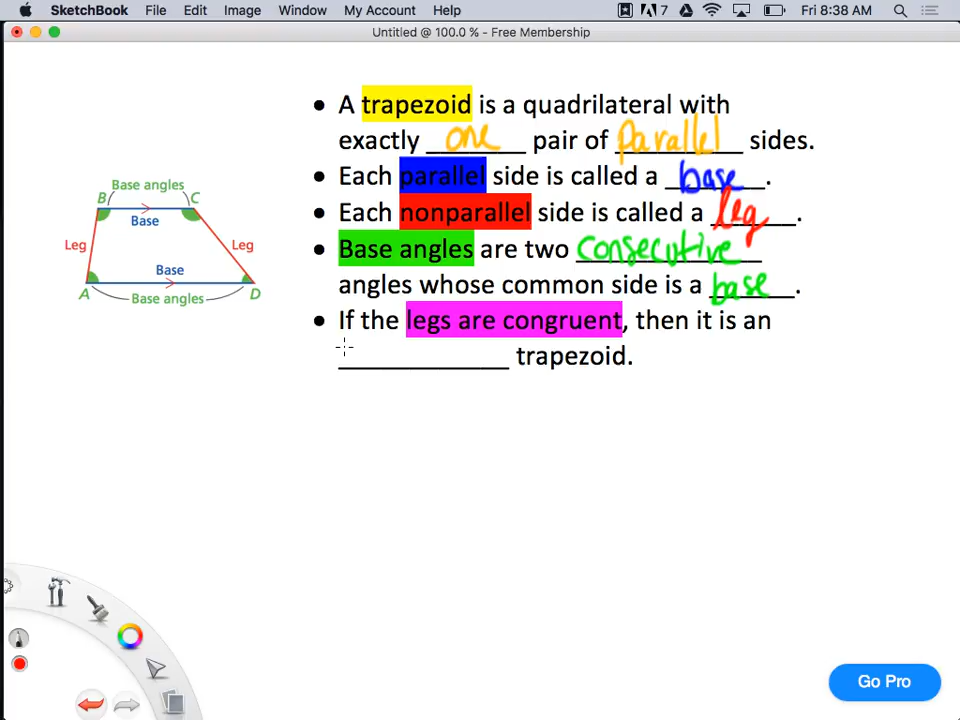 SketchBook File Edit Image Window My Account Help 7 Fri 8:38 AM
Untitled @ 100.0 % - Free Membership
• A trapezoid is a quadrilateral with
exactly one pair of parallel sides.
• Each parallel side is called a base.
• Each nonparallel side is called a leg.
• Base angles are two consecutive
angles whose common side is a base.
• If the legs are congruent, then it is an
____________ trapezoid.
Base angles
B C
Base
Leg Leg
Base
A Base angles D
Go Pro